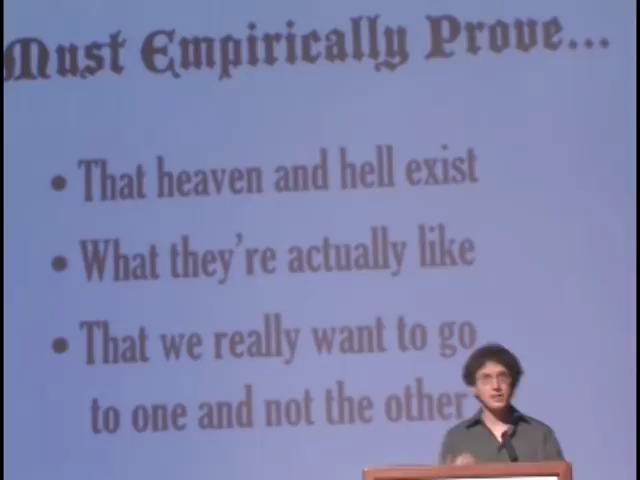 Must Empirically Prove...
• That heaven and hell exist
• What they're actually like
• That we really want to go
to one and not the other